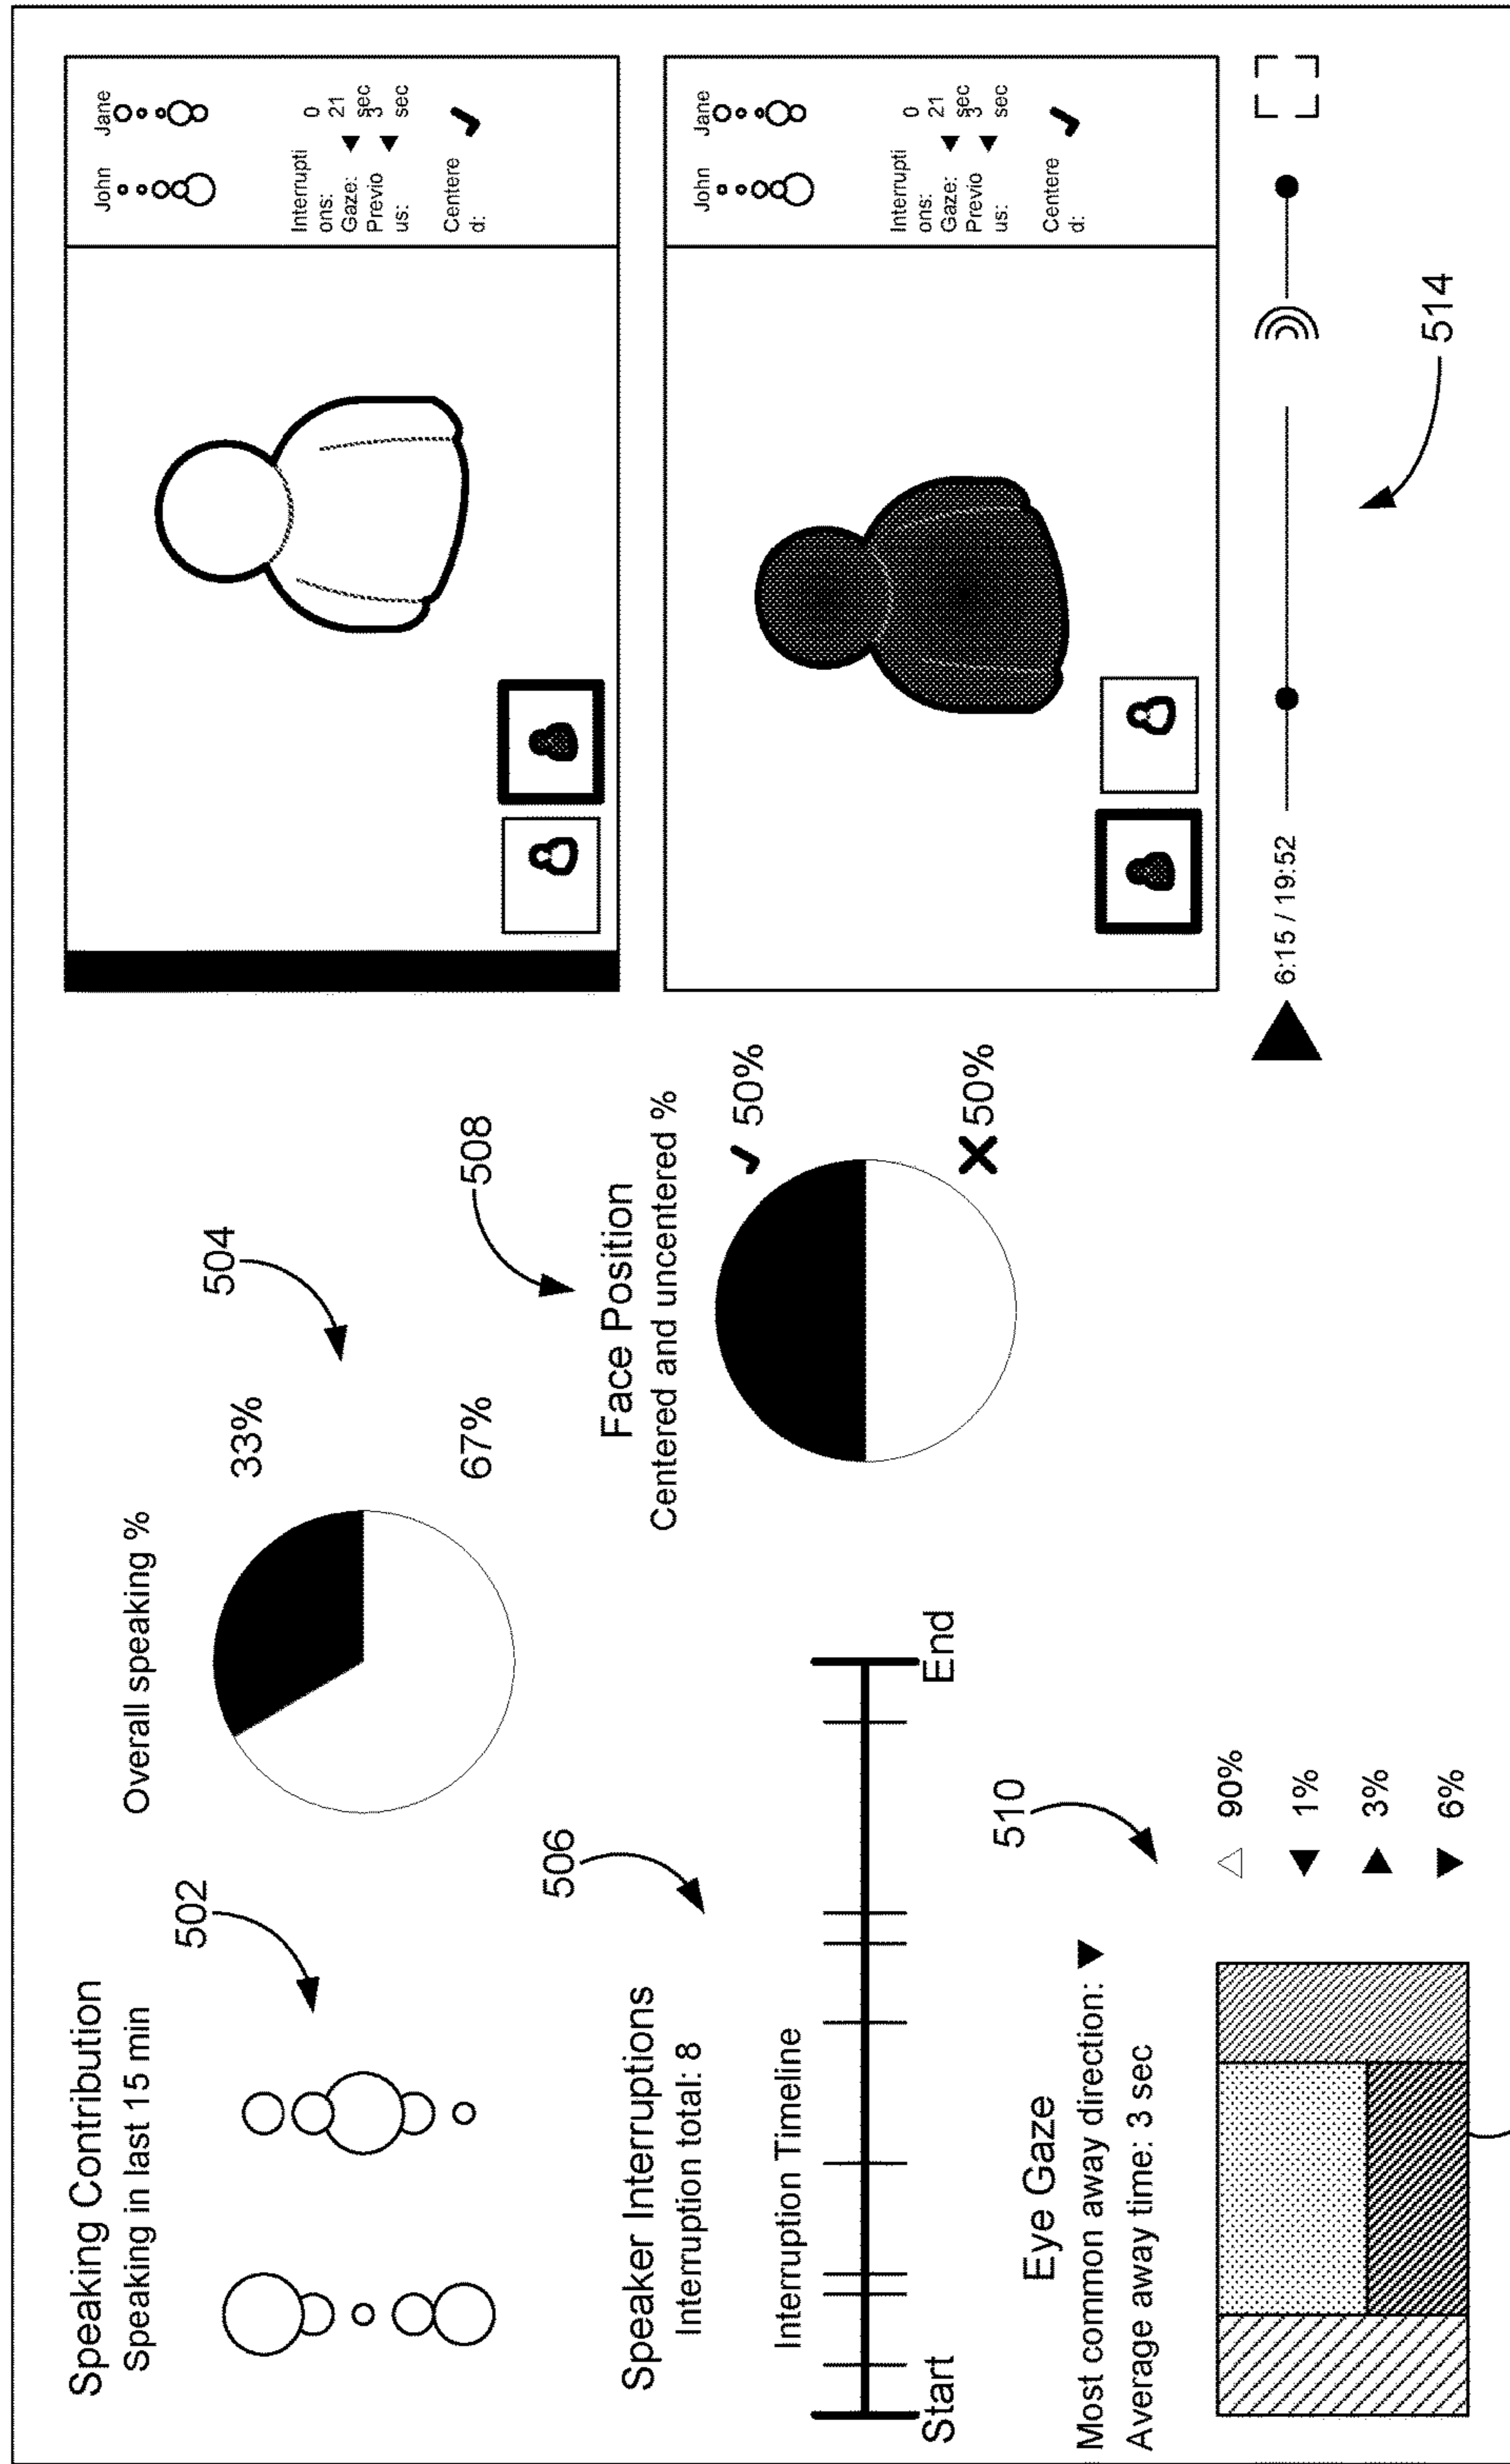 Speaking Contribution
Speaking in last 15 min
502
Overall speaking %
33%
67%
504
Speaker Interruptions
Interruption total: 8
506
Interruption Timeline
Start
End
508
Face Position
Centered and uncentered %
50%
50%
Eye Gaze
Most common away direction:
Average away time: 3 sec
510
90%
1%
3%
6%
John
Jane
Interrupti
ons:
0
Gaze:
21
sec
Previo
us:
3
sec
Centere
d:
John
Jane
Interrupti
ons:
0
Gaze:
21
sec
Previo
us:
3
sec
Centere
d:
6:15 / 19:52
514